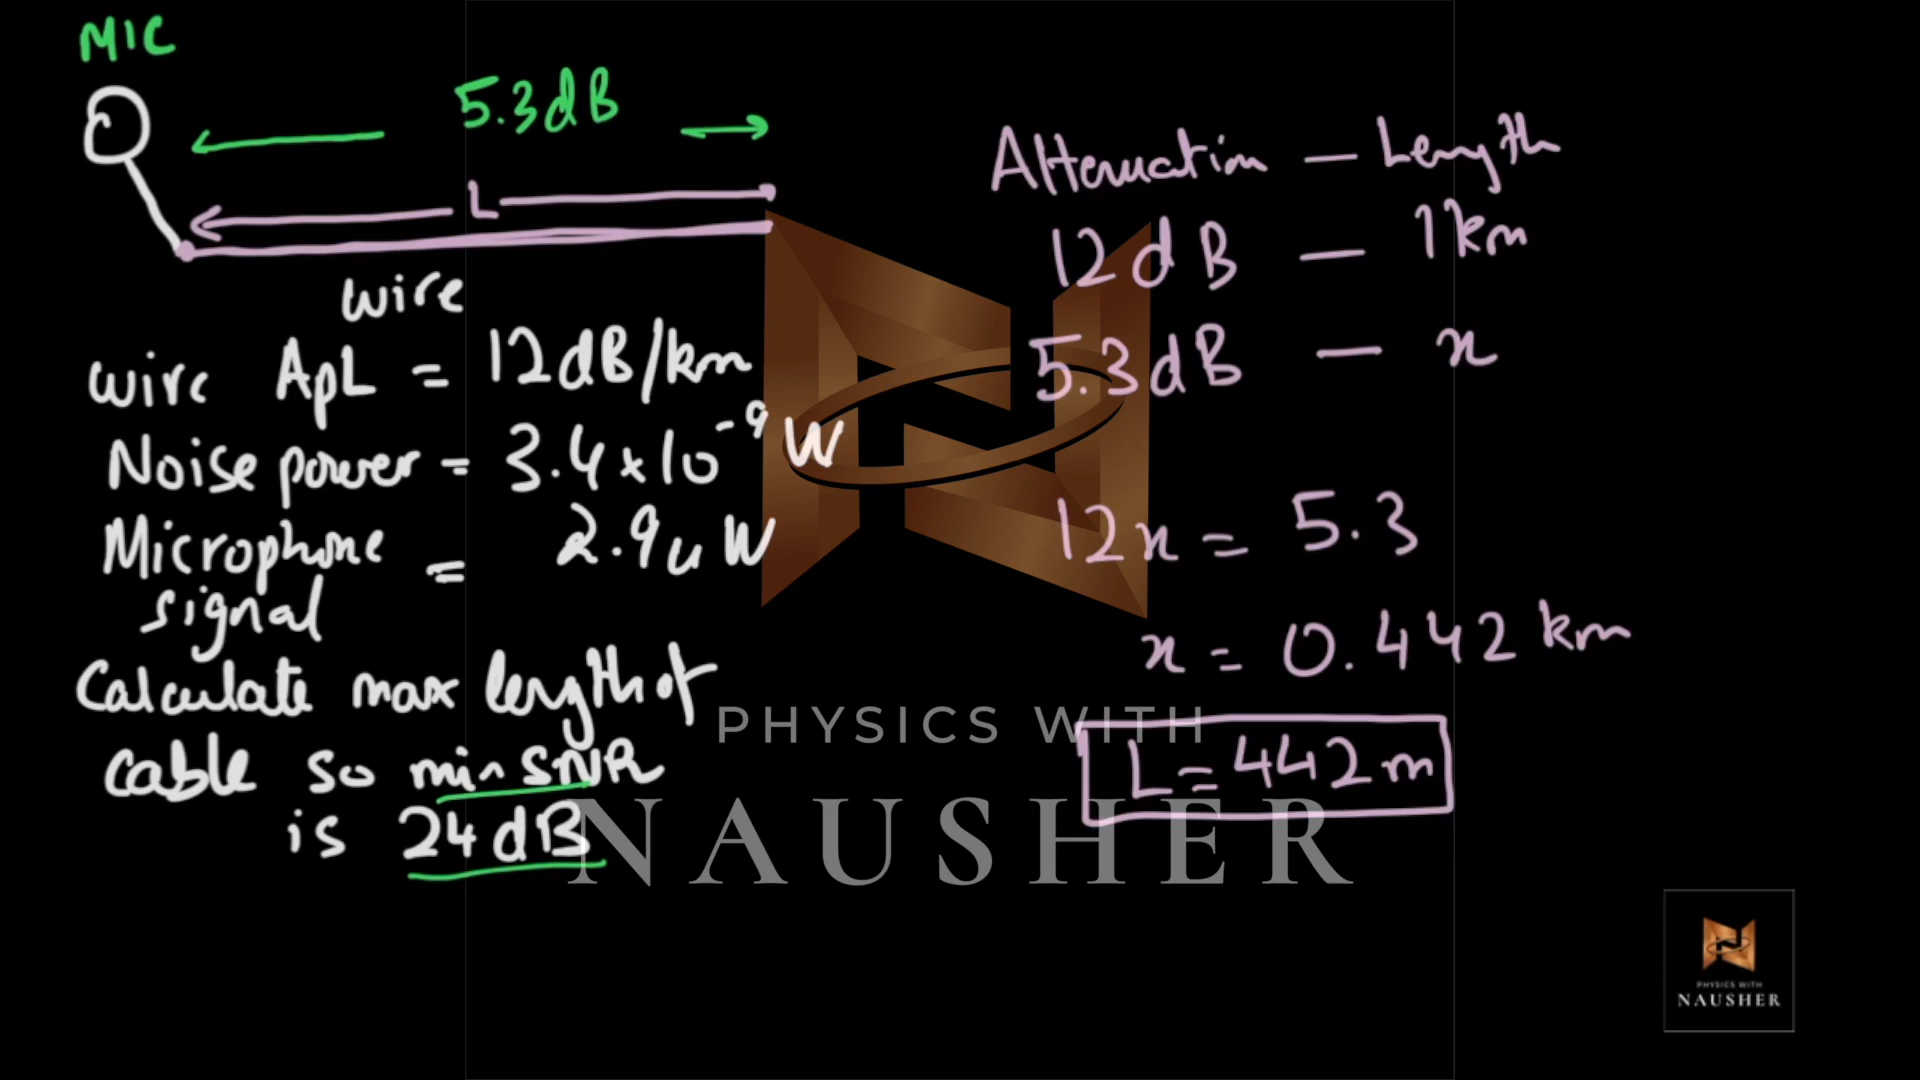 MIC
5.3dB
L
wire
wire ApL = 12dB/km
Noise power = 3.4 x 10⁻⁹ W
Microphone signal = 2.9u W
Calculate max length of
cable so min SNR
is 24dB
Attenuation — Length
12dB — 1km
5.3dB — x
12x = 5.3
x = 0.442 km
L = 442m
PHYSICS WITH
NAUSHER
PHYSICS WITH
NAUSHER